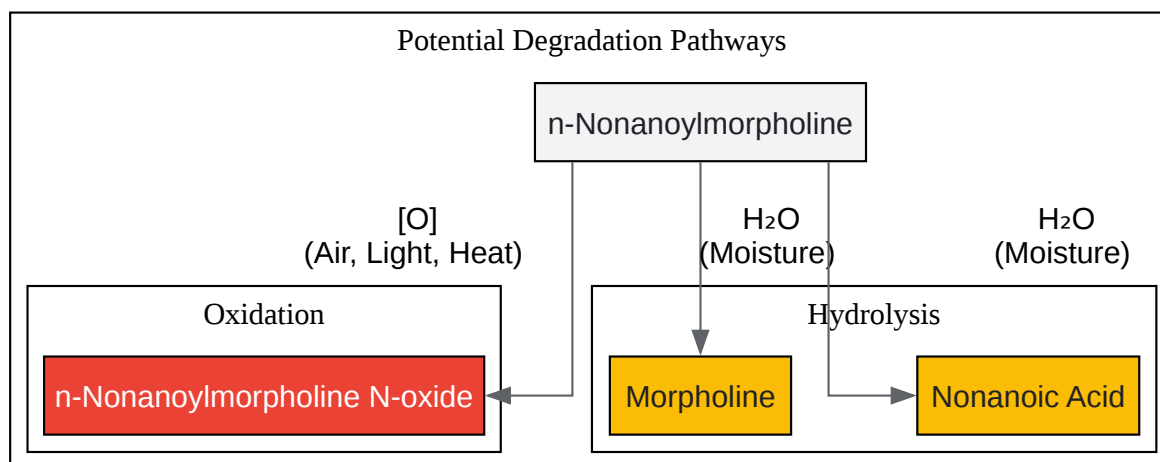 Potential Degradation Pathways
n-Nonanoylmorpholine
[O]
(Air, Light, Heat)
H₂O
(Moisture)
H₂O
(Moisture)
Oxidation
n-Nonanoylmorpholine N-oxide
Hydrolysis
Morpholine
Nonanoic Acid